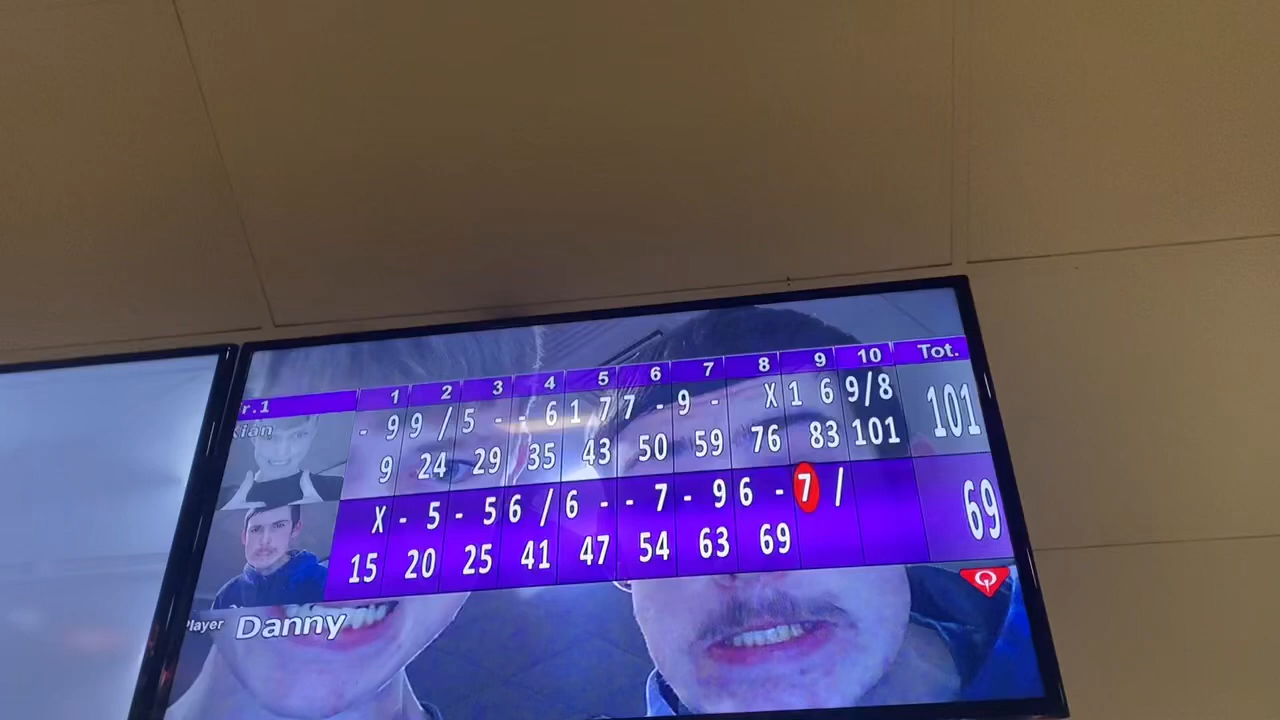 r.1 1 2 3 4 5 6 7 8 9 10 Tot.
Kian - 9 9 / 5 - - 6 1 7 7 - 9 - X 1 6 9/8 101
9 24 29 35 43 50 59 76 83 101
X - 5 - 5 6 / 6 - - 7 - 9 6 - 7 / 69
15 20 25 41 47 54 63 69
Player Danny
Q